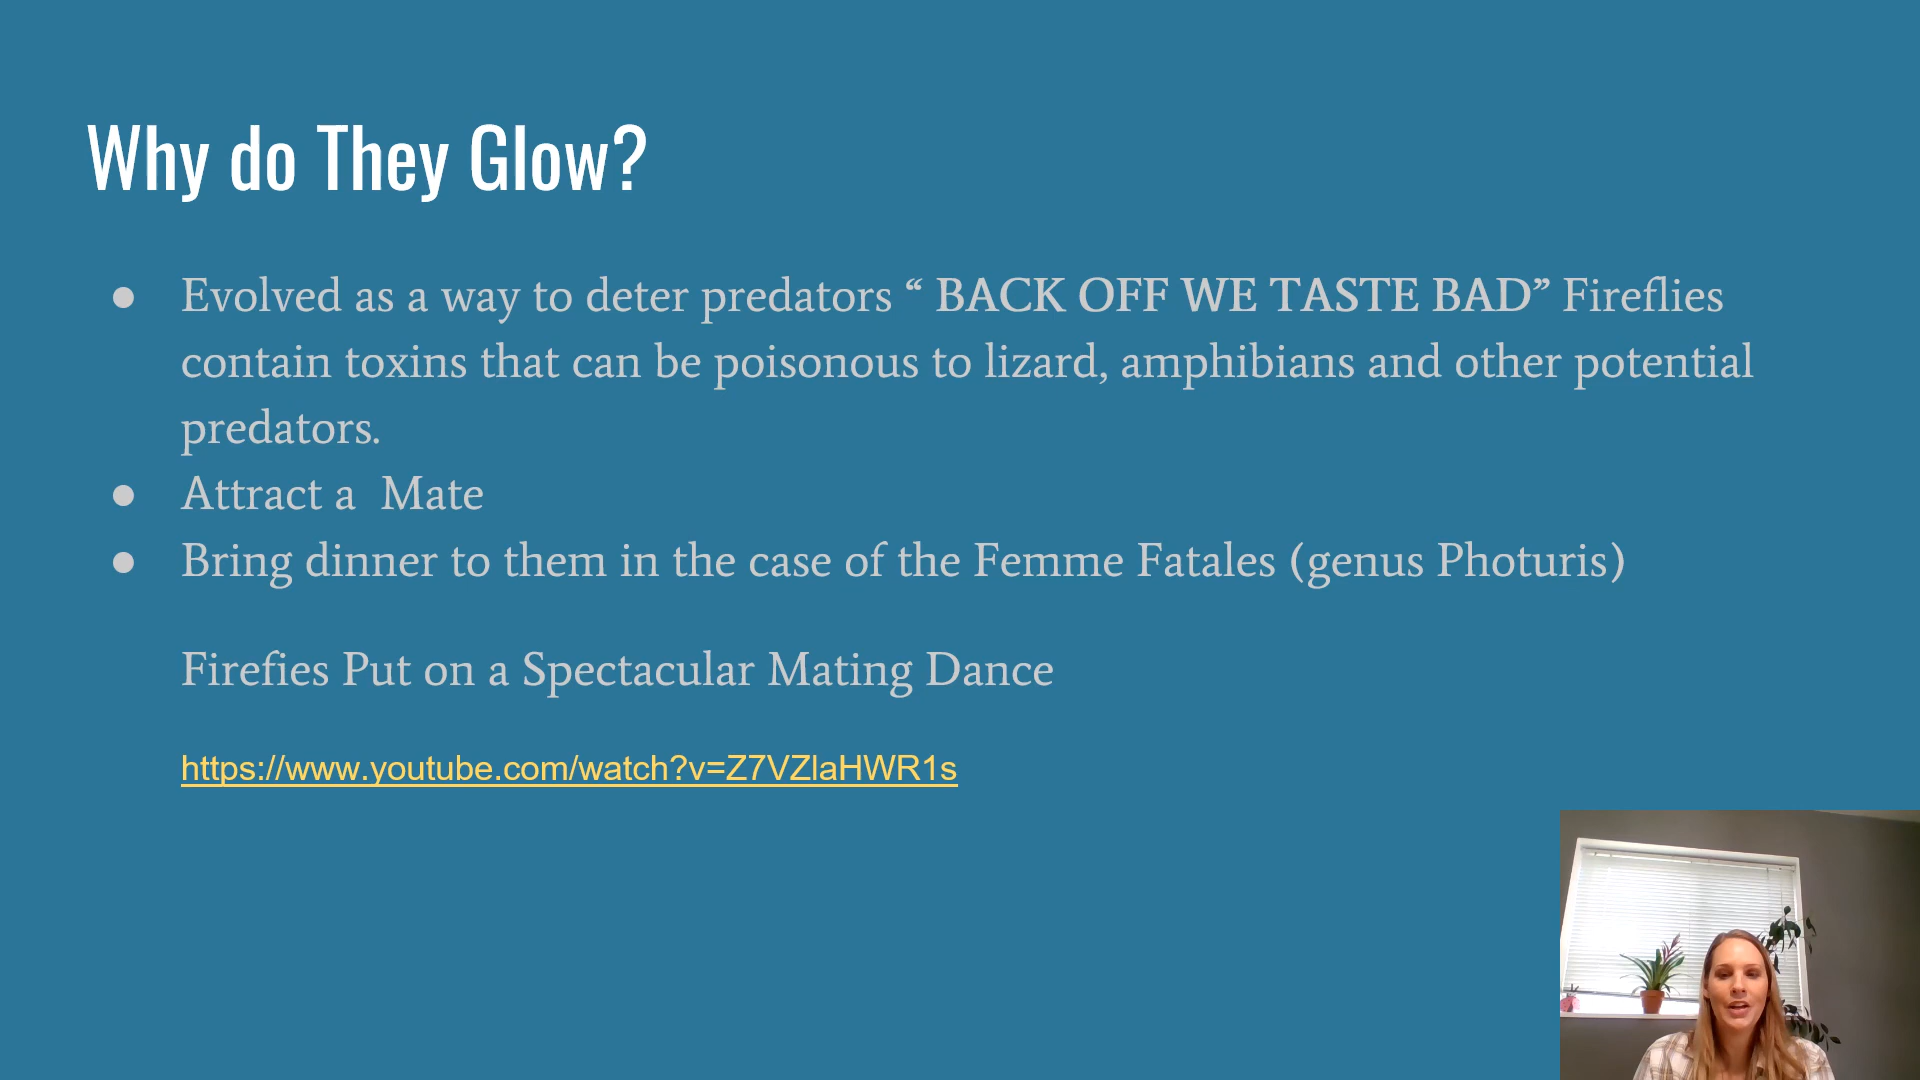 Why do They Glow?
● Evolved as a way to deter predators “ BACK OFF WE TASTE BAD” Fireflies
contain toxins that can be poisonous to lizard, amphibians and other potential
predators.
● Attract a  Mate
● Bring dinner to them in the case of the Femme Fatales (genus Photuris)
Firefies Put on a Spectacular Mating Dance
https://www.youtube.com/watch?v=Z7VZlaHWR1s